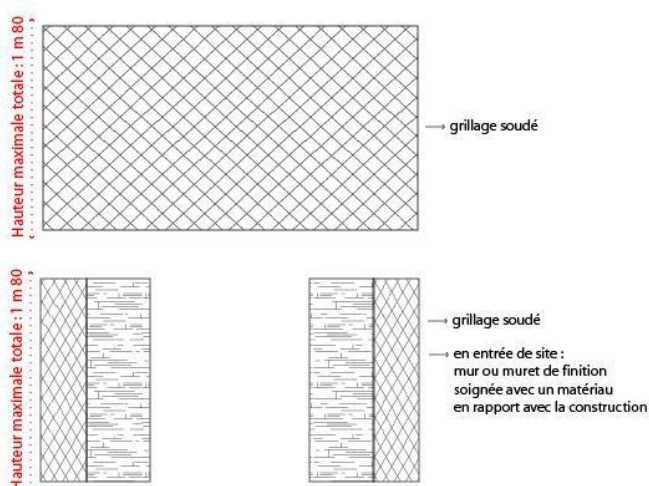 Hauteur maximale totale : 1 m 80
grillage soudé
Hauteur maximale totale : 1 m 80
grillage soudé
en entrée de site :
mur ou muret de finition
soignée avec un matériau
en rapport avec la construction